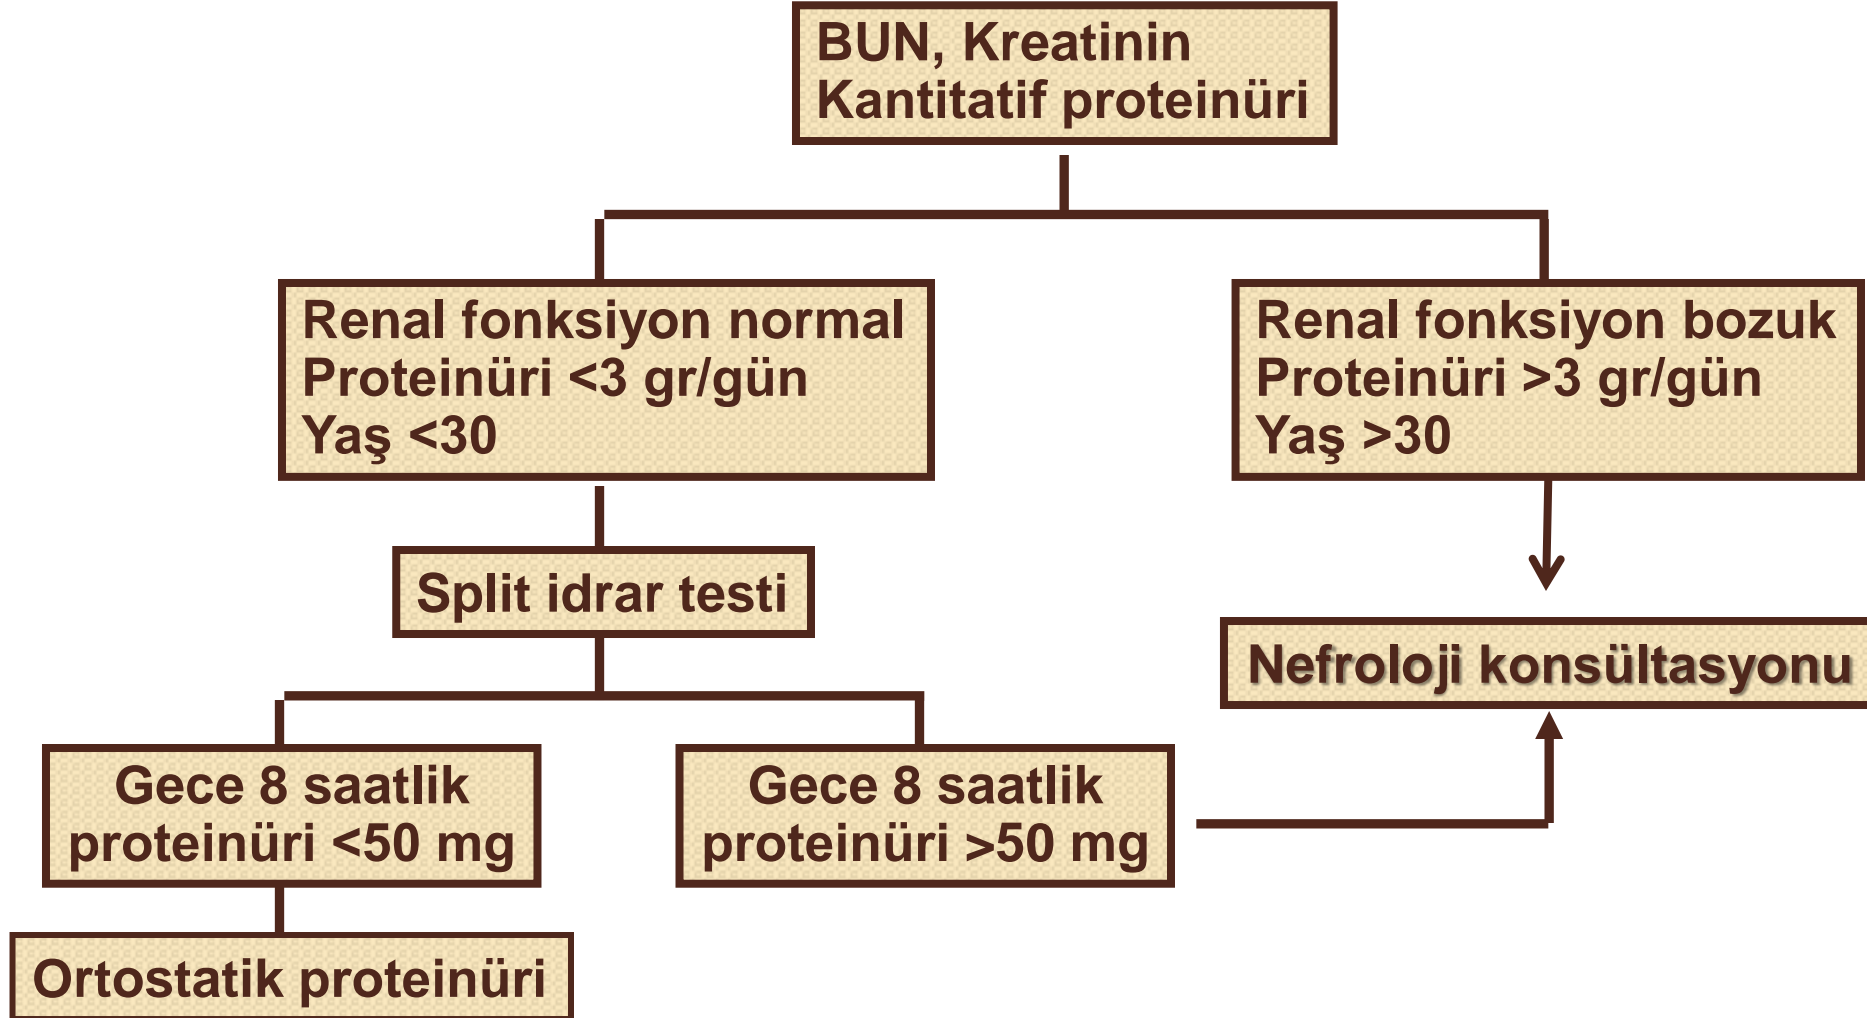 BUN, Kreatinin
Kantitatif proteinüri
Renal fonksiyon normal
Proteinüri <3 gr/gün
Yaş <30
Renal fonksiyon bozuk
Proteinüri >3 gr/gün
Yaş >30
Split idrar testi
Nefroloji konsültasyonu
Gece 8 saatlik
proteinüri <50 mg
Gece 8 saatlik
proteinüri >50 mg
Ortostatik proteinüri